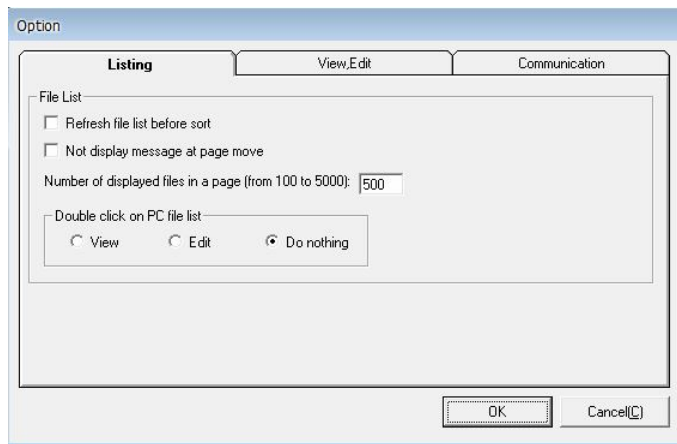 Option
Listing View,Edit Communication
File List
Refresh file list before sort
Not display message at page move
Number of displayed files in a page (from 100 to 5000): 500
Double click on PC file list
View Edit Do nothing
OK Cancel(C)